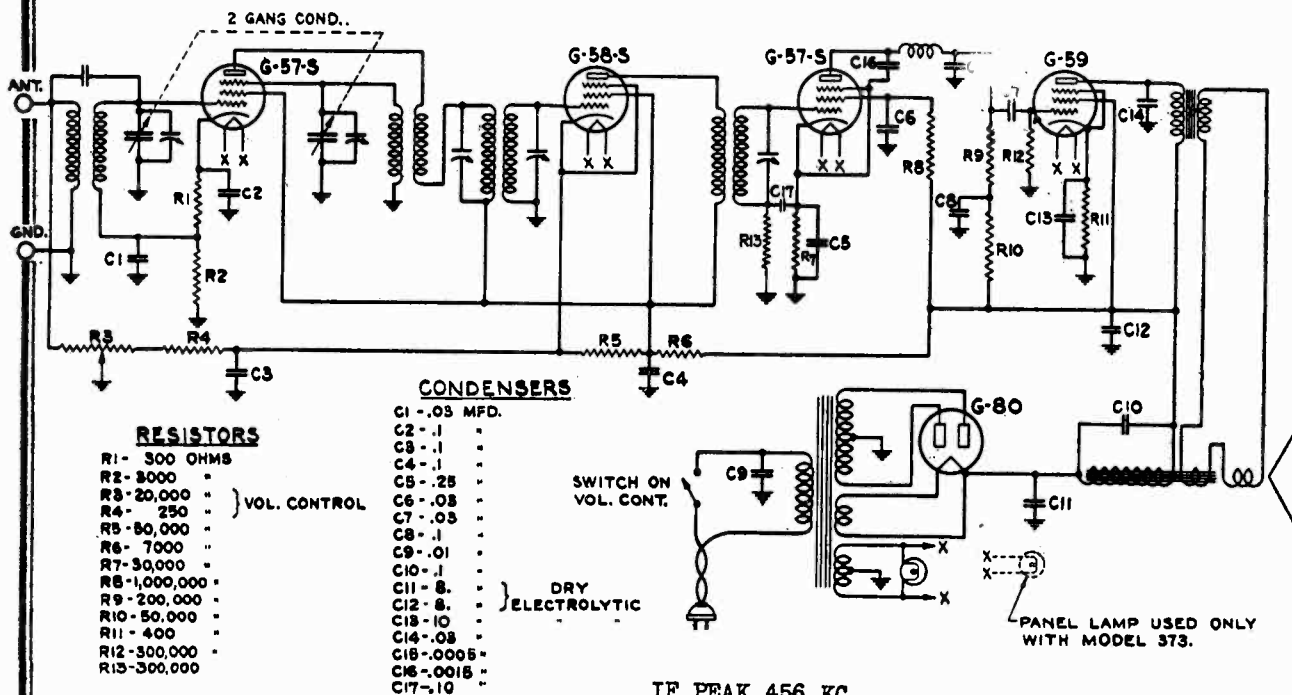 2 GANG COND..
G-57-S
G-58-S
G-57-S
G-59
ANT.
GND.
X X
X X
X X
X X
C16
C14
C6
R8
R9
R12
R1
C2
C17
R13
R7
C5
C8
C13
R11
R10
C1
R2
R3
R4
C3
R5
R6
C4
C12
CONDENSERS
C1-.03 MFD.
C2-.1 "
C3-.1 "
C4-.1 "
C5-.25 "
C6-.03 "
C7-.03 "
C8-.1 "
C9-.01 "
C10-.1 "
C11-8. "
C12-8. "
DRY
ELECTROLYTIC
C13-10 "
C14-.03 "
C15-.0005 "
C16-.0015 "
C17-.10 "
RESISTORS
R1- 300 OHMS
R2-3000 "
R3-20,000 "
R4- 250 "
VOL. CONTROL
R5-50,000 "
R6- 7000 "
R7-30,000 "
R8-1,000,000 "
R9-200,000 "
R10-50,000 "
R11-400 "
R12-300,000 "
R13-300,000
SWITCH ON
VOL. CONT.
C9
G-80
C10
C11
X
X
X
X
PANEL LAMP USED ONLY
WITH MODEL 373.
IF PEAK 456 KC